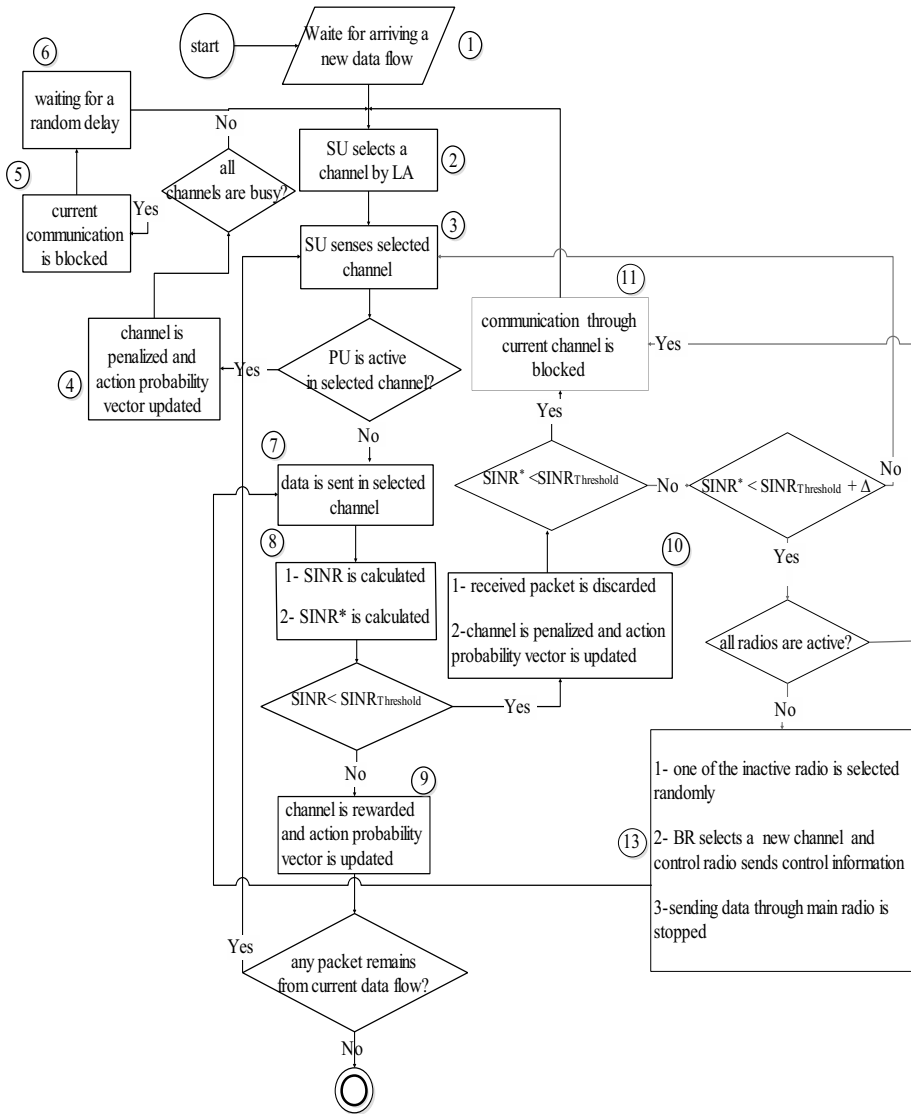 start
Waite for arriving a
new data flow
1
6
waiting for a
random delay
No
SU selects a
channel by LA
2
all
channels are busy?
5
Yes
current
communication
is blocked
3
SU senses selected
channel
11
communication through
current channel is
blocked
Yes
channel is
penalized and
action probability
vector updated
4
Yes
PU is active
in selected channel?
Yes
No
7
data is sent in selected
channel
SINR* <SINRThreshold
No
SINR* < SINRThreshold + Δ
No
8
1- SINR is calculated
2- SINR* is calculated
10
1- received packet is discarded
2-channel is penalized and action
probability vector is updated
Yes
all radios are active?
SINR< SINRThreshold
Yes
No
No
9
channel is rewarded
and action probability
vector is updated
13
1- one of the inactive radio is selected
randomly
2- BR selects a new channel and
control radio sends control information
3-sending data through main radio is
stopped
Yes
any packet remains
from current data flow?
No